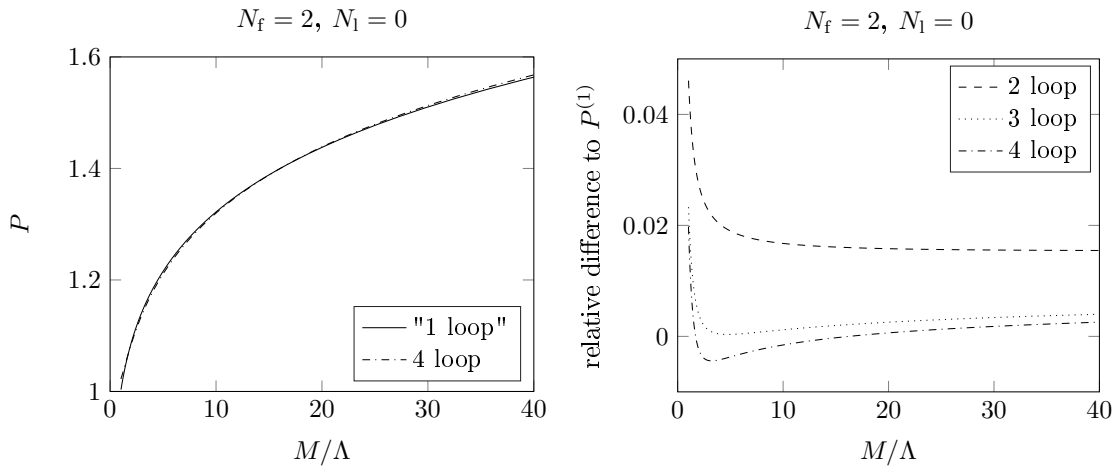 N_f = 2, N_l = 0
1.6
1.4
1.2
1
P
0 10 20 30 40
M/Λ
"1 loop"
4 loop
N_f = 2, N_l = 0
0.04
0.02
0
relative difference to P^(1)
0 10 20 30 40
M/Λ
2 loop
3 loop
4 loop